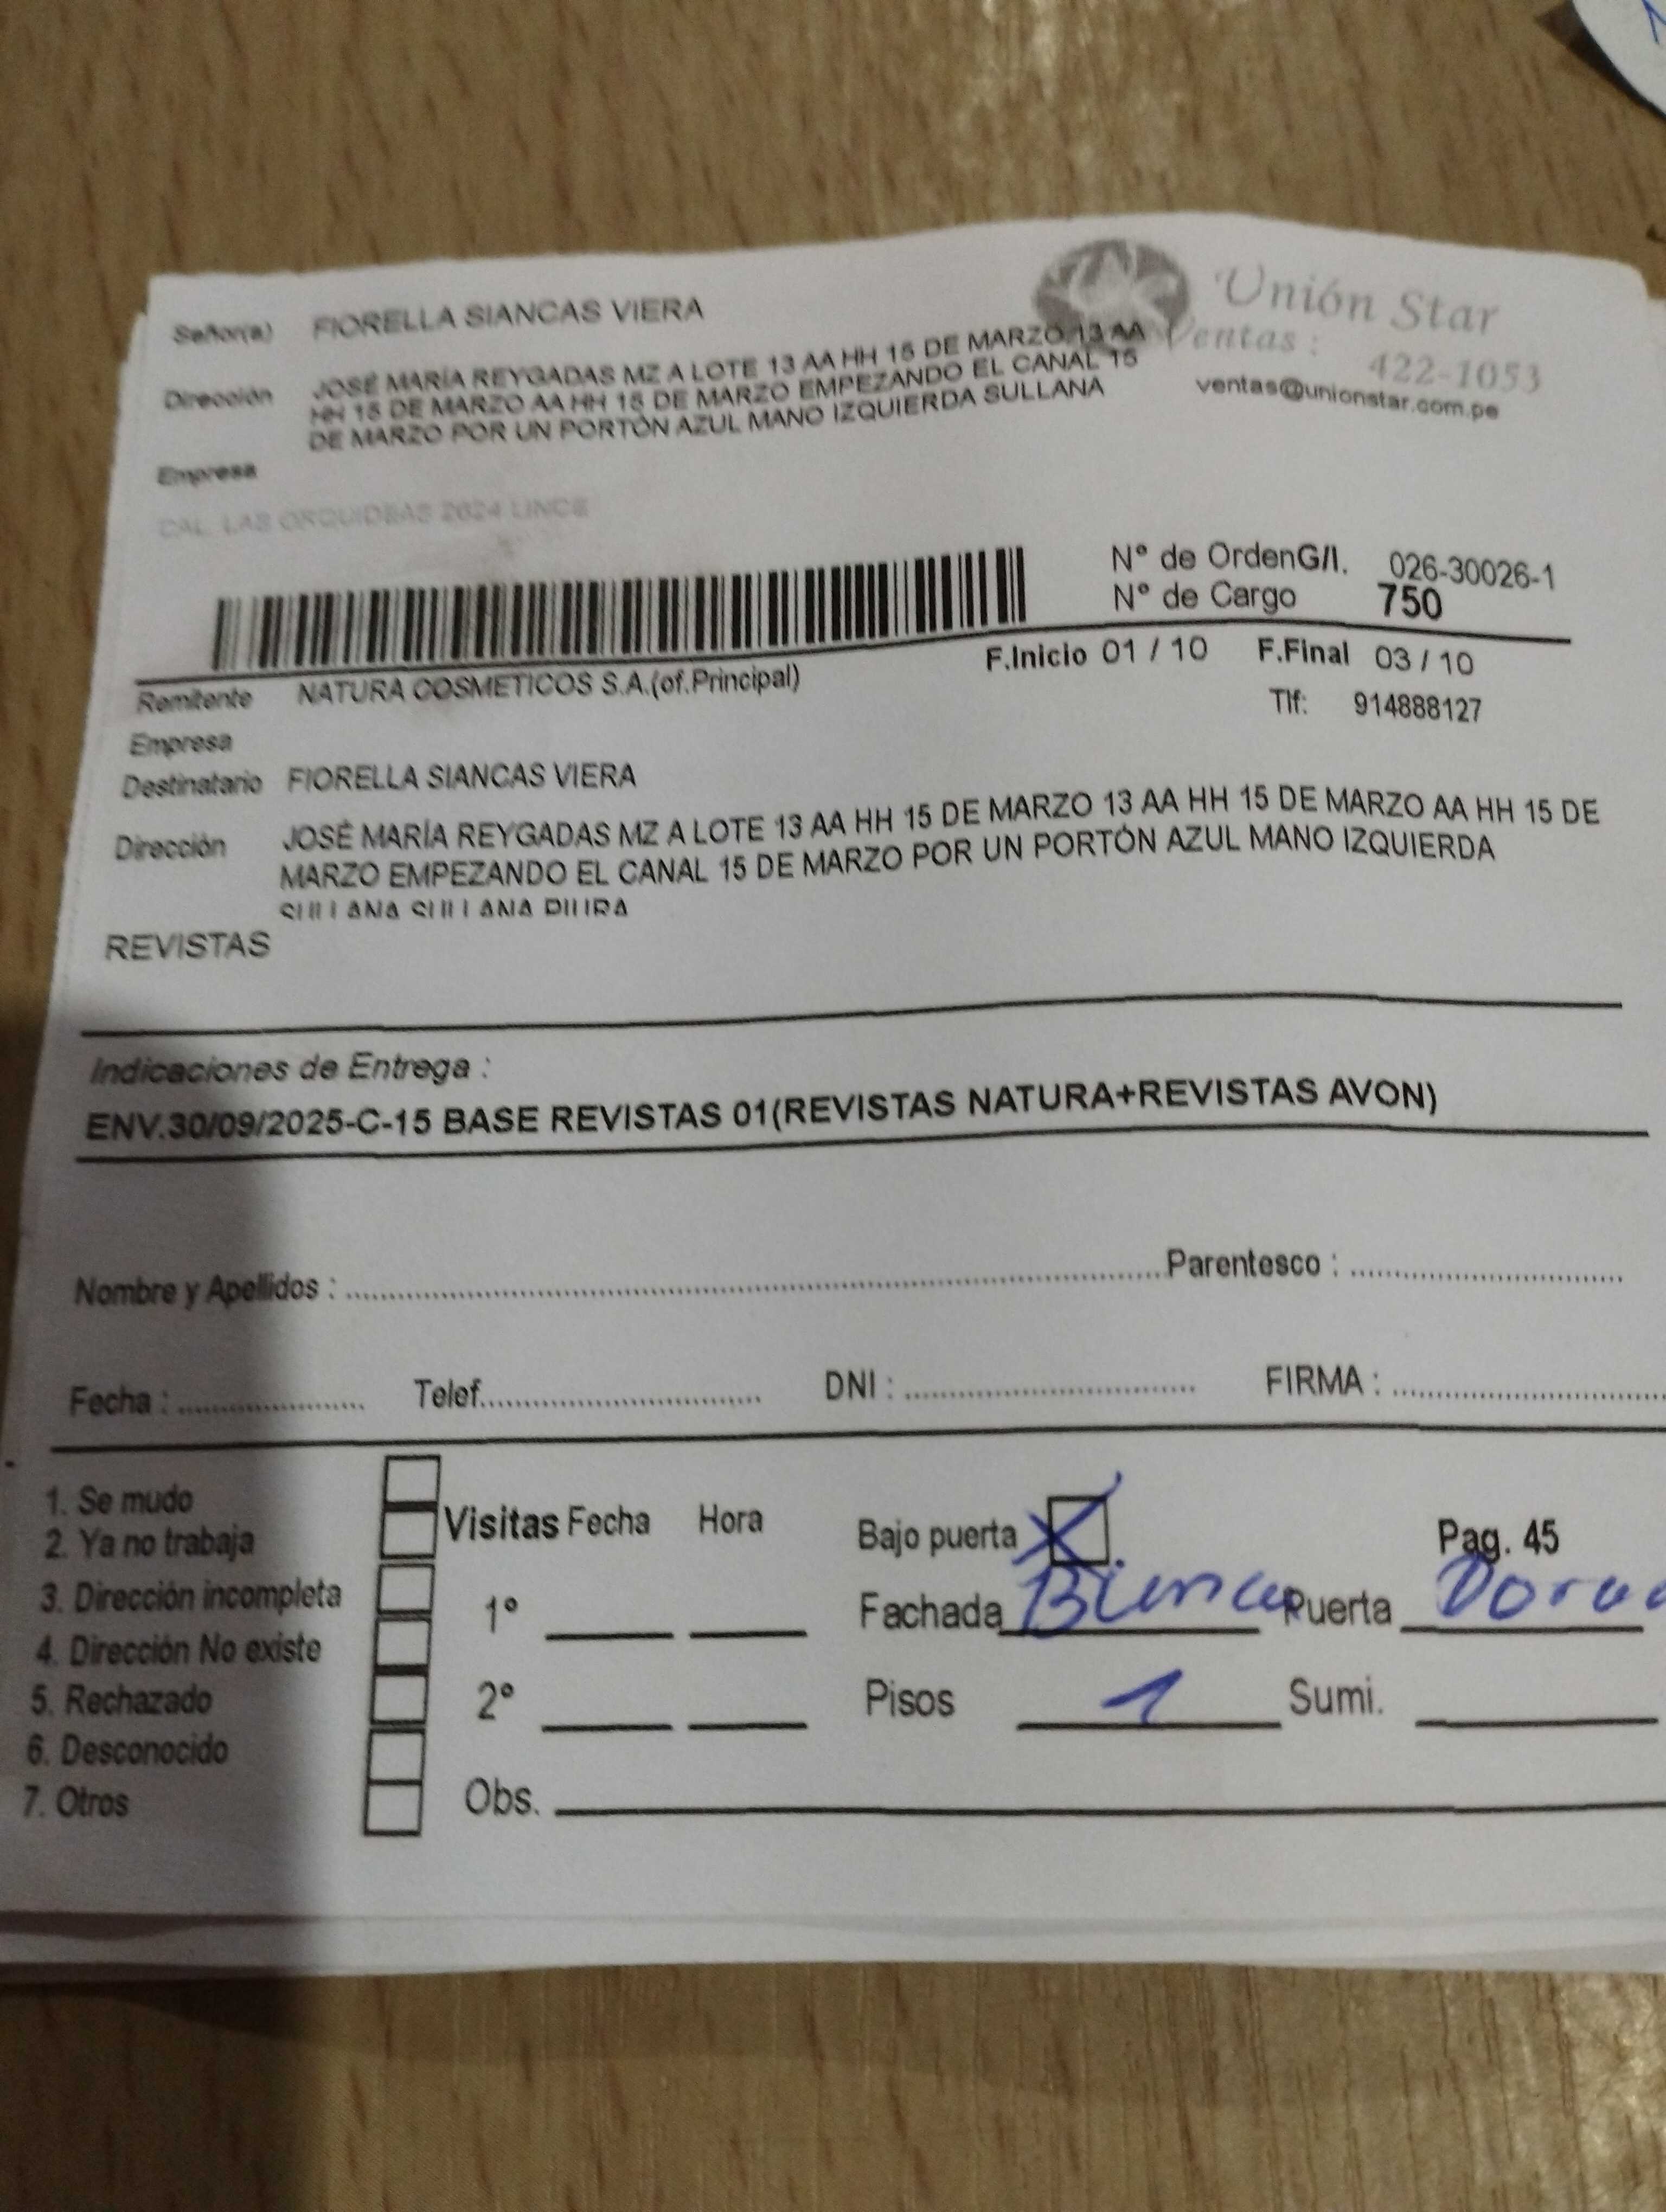 Unión Star
Ventas :
422-1053
ventas@unionstar.com.pe
Señor(a) FIORELLA SIANCAS VIERA
Dirección JOSÉ MARÍA REYGADAS MZ A LOTE 13 AA HH 15 DE MARZO 13 AA
HH 15 DE MARZO AA HH 15 DE MARZO EMPEZANDO EL CANAL 15
DE MARZO POR UN PORTÓN AZUL MANO IZQUIERDA SULLANA
Empresa
CAL. LAS ORQUIDEAS 2624 LINCE
N° de OrdenG/I. 026-30026-1
N° de Cargo 750
F.Inicio 01 / 10 F.Final 03 / 10
Remitente NATURA COSMETICOS S.A.(of.Principal)
Tlf: 914888127
Empresa
Destinatario FIORELLA SIANCAS VIERA
Dirección JOSÉ MARÍA REYGADAS MZ A LOTE 13 AA HH 15 DE MARZO 13 AA HH 15 DE MARZO AA HH 15 DE
MARZO EMPEZANDO EL CANAL 15 DE MARZO POR UN PORTÓN AZUL MANO IZQUIERDA
SULLANA SULLANA PIURA
REVISTAS
Indicaciones de Entrega :
ENV.30/09/2025-C-15 BASE REVISTAS 01(REVISTAS NATURA+REVISTAS AVON)
Nombre y Apellidos : Parentesco :
Fecha : Telef. DNI : FIRMA :
1. Se mudo
2. Ya no trabaja
3. Dirección incompleta
4. Dirección No existe
5. Rechazado
6. Desconocido
7. Otros
Visitas Fecha Hora
1°
2°
Obs.
Bajo puerta X Pag. 45
Fachada Blanca Puerta
Pisos 1 Sumi.